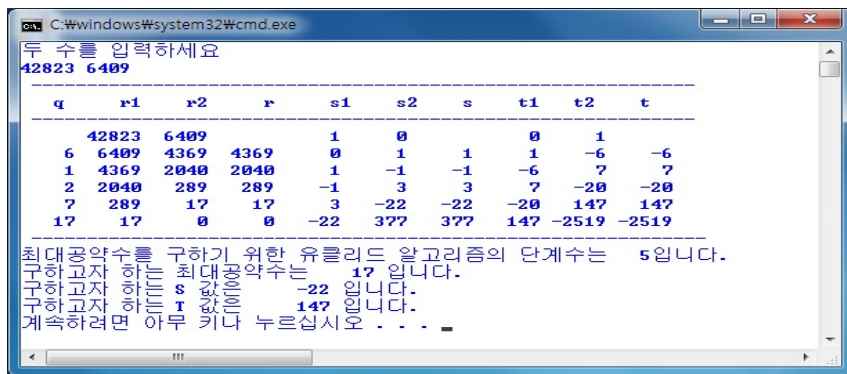 C:\windows\system32\cmd.exe
두 수를 입력하세요
42823 6409
q r1 r2 r s1 s2 s t1 t2 t
42823 6409 1 0 0 1
6 6409 4369 4369 0 1 1 1 -6 -6
1 4369 2040 2040 1 -1 -1 -6 7 7
2 2040 289 289 -1 3 3 7 -20 -20
7 289 17 17 3 -22 -22 -20 147 147
17 17 0 0 -22 377 377 147 -2519 -2519
최대공약수를 구하기 위한 유클리드 알고리즘의 단계수는 5입니다.
구하고자 하는 최대공약수는 17 입니다.
구하고자 하는 S 값은 -22 입니다.
구하고자 하는 T 값은 147 입니다.
계속하려면 아무 키나 누르십시오 . . .